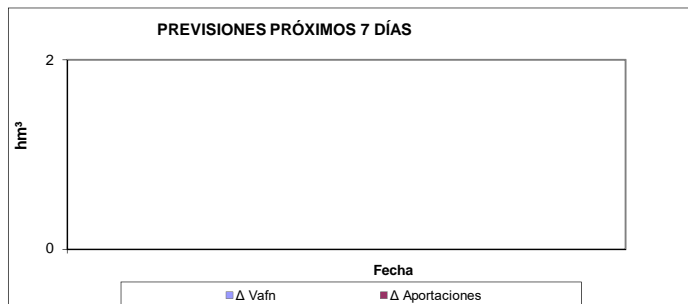 PREVISIONES PRÓXIMOS 7 DÍAS
2
hm³
0
Fecha
Δ Vafn Δ Aportaciones